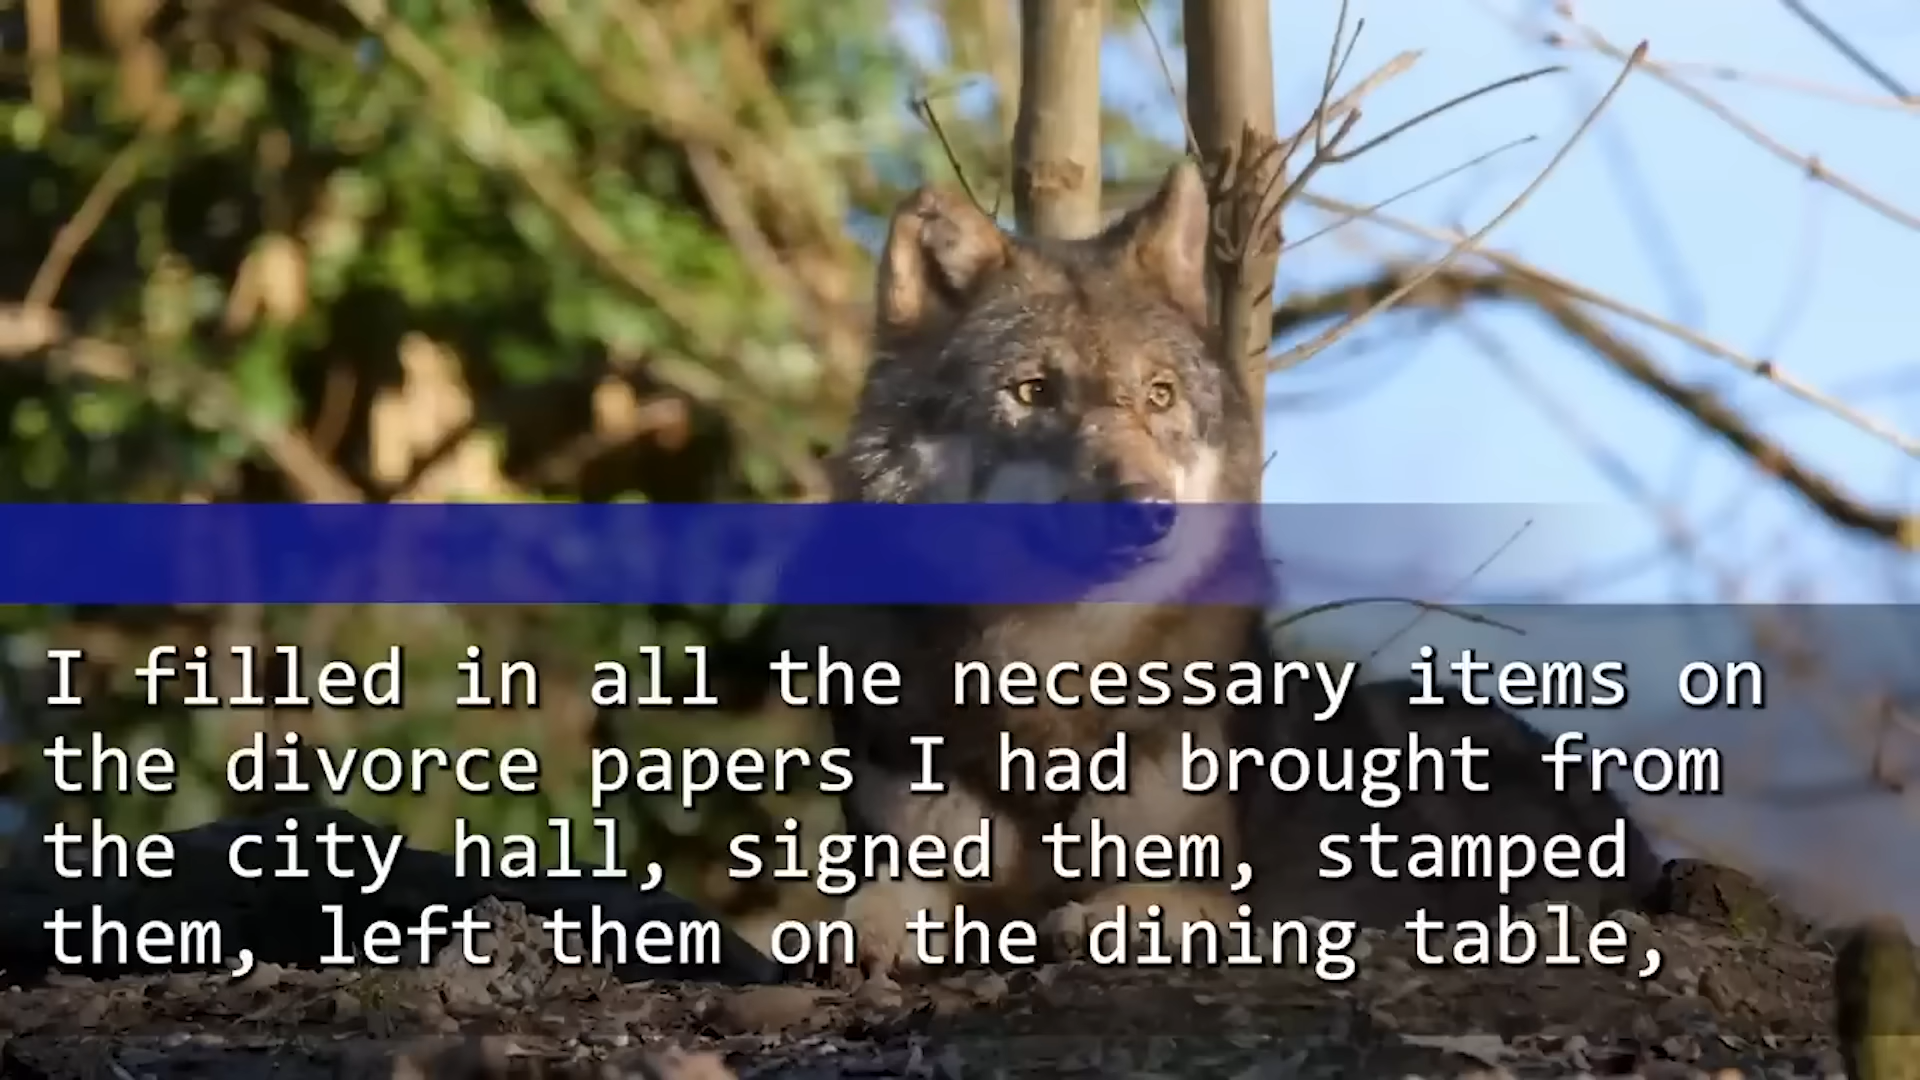 I filled in all the necessary items on
the divorce papers I had brought from
the city hall, signed them, stamped
them, left them on the dining table,